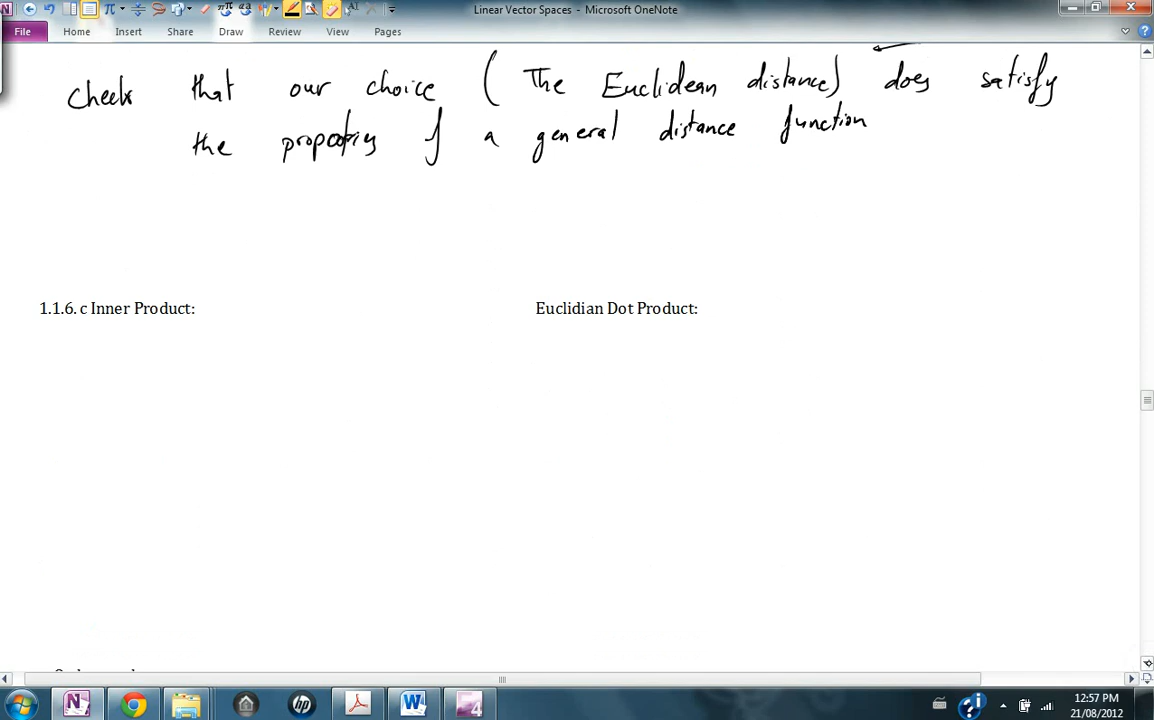 Linear Vector Spaces - Microsoft OneNote
File Home Insert Share Draw Review View Pages
Check that our choice ( The Euclidean distance) does satisfy
the properties of a general distance function
1.1.6. c Inner Product: Euclidian Dot Product:
12:57 PM
21/08/2012